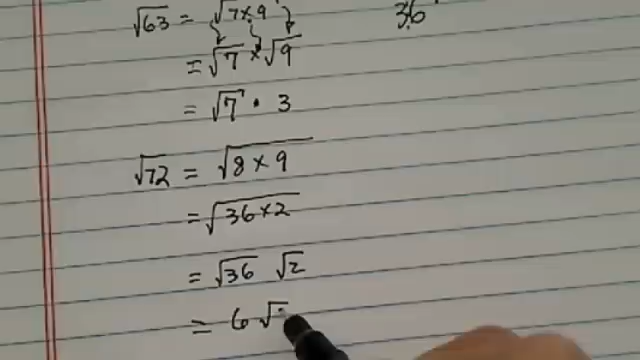 √63 = √7×9
36
= √7 × √9
= √7 · 3
√72 = √8 × 9
= √36×2
= √36 √2
= 6 √